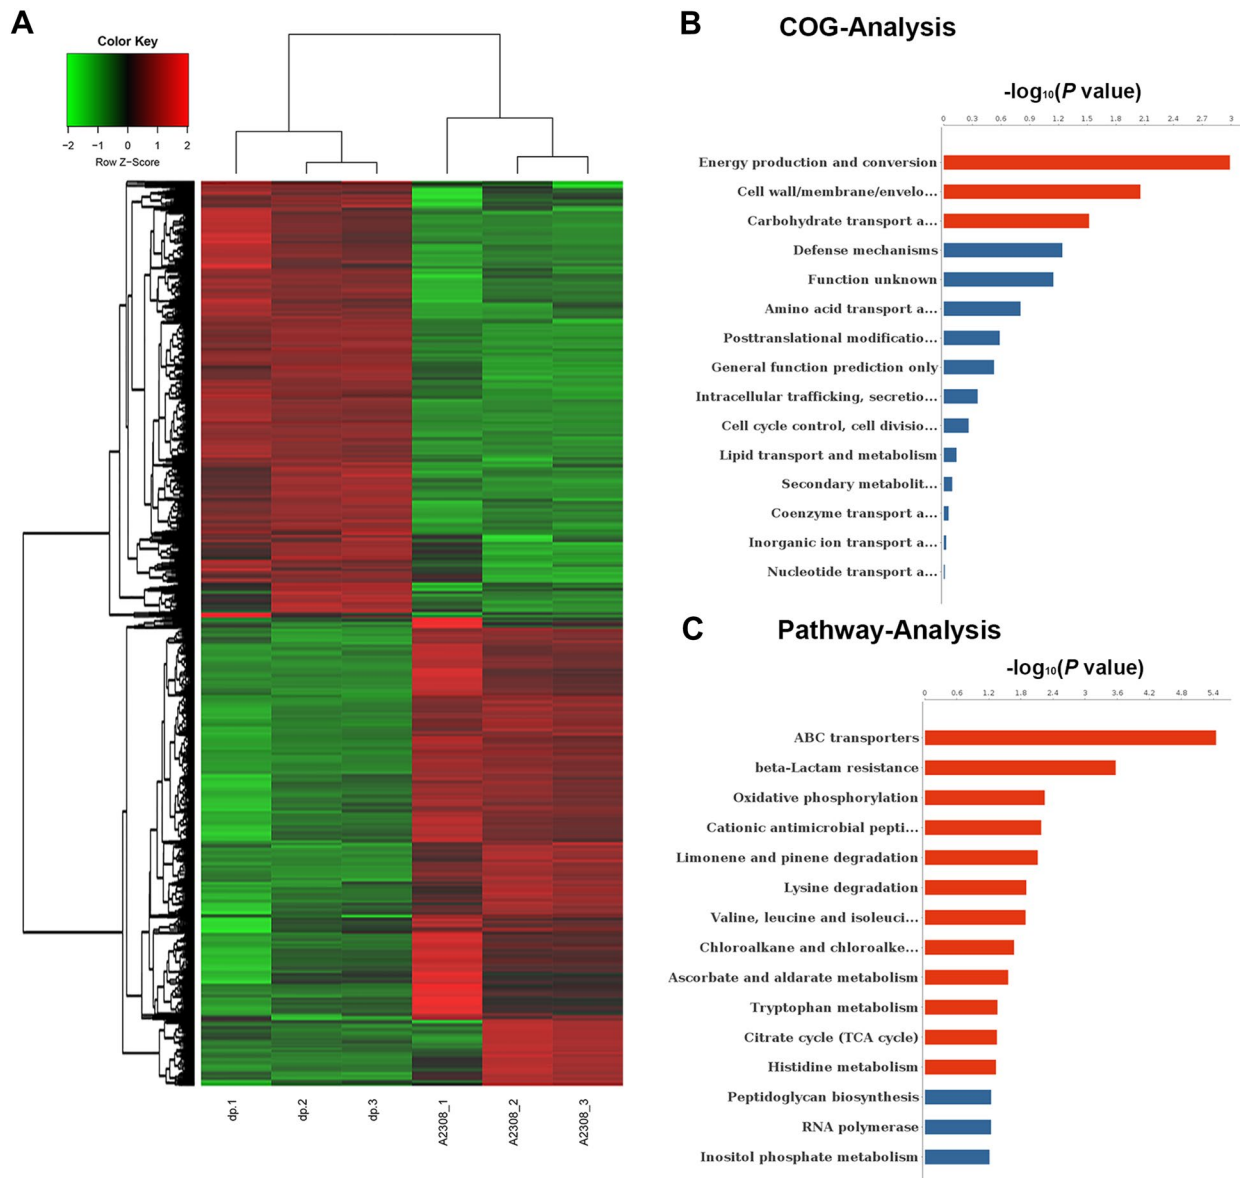 A
Color Key
−2 −1 0 1 2
Row Z−Score
dp.1
dp.2
dp.3
A2308_1
A2308_2
A2308_3
B
COG-Analysis
-log10(P value)
0 0.3 0.6 0.9 1.2 1.5 1.8 2.1 2.4 2.7 3
Energy production and conversion
Cell wall/membrane/envelo...
Carbohydrate transport a...
Defense mechanisms
Function unknown
Amino acid transport a...
Posttranslational modificatio...
General function prediction only
Intracellular trafficking, secretio...
Cell cycle control, cell divisio...
Lipid transport and metabolism
Secondary metabolit...
Coenzyme transport a...
Inorganic ion transport a...
Nucleotide transport a...
C
Pathway-Analysis
-log10(P value)
0 0.6 1.2 1.8 2.4 3 3.6 4.2 4.8 5.4
ABC transporters
beta-Lactam resistance
Oxidative phosphorylation
Cationic antimicrobial pepti...
Limonene and pinene degradation
Lysine degradation
Valine, leucine and isoleuci...
Chloroalkane and chloroalke...
Ascorbate and aldarate metabolism
Tryptophan metabolism
Citrate cycle (TCA cycle)
Histidine metabolism
Peptidoglycan biosynthesis
RNA polymerase
Inositol phosphate metabolism